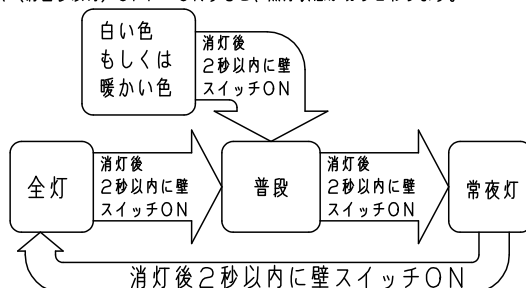 白い色
もしくは
暖かい色
消灯後
2秒以内に壁
スイッチON
全灯
消灯後
2秒以内に壁
スイッチON
普段
消灯後
2秒以内に壁
スイッチON
常夜灯
消灯後2秒以内に壁スイッチON